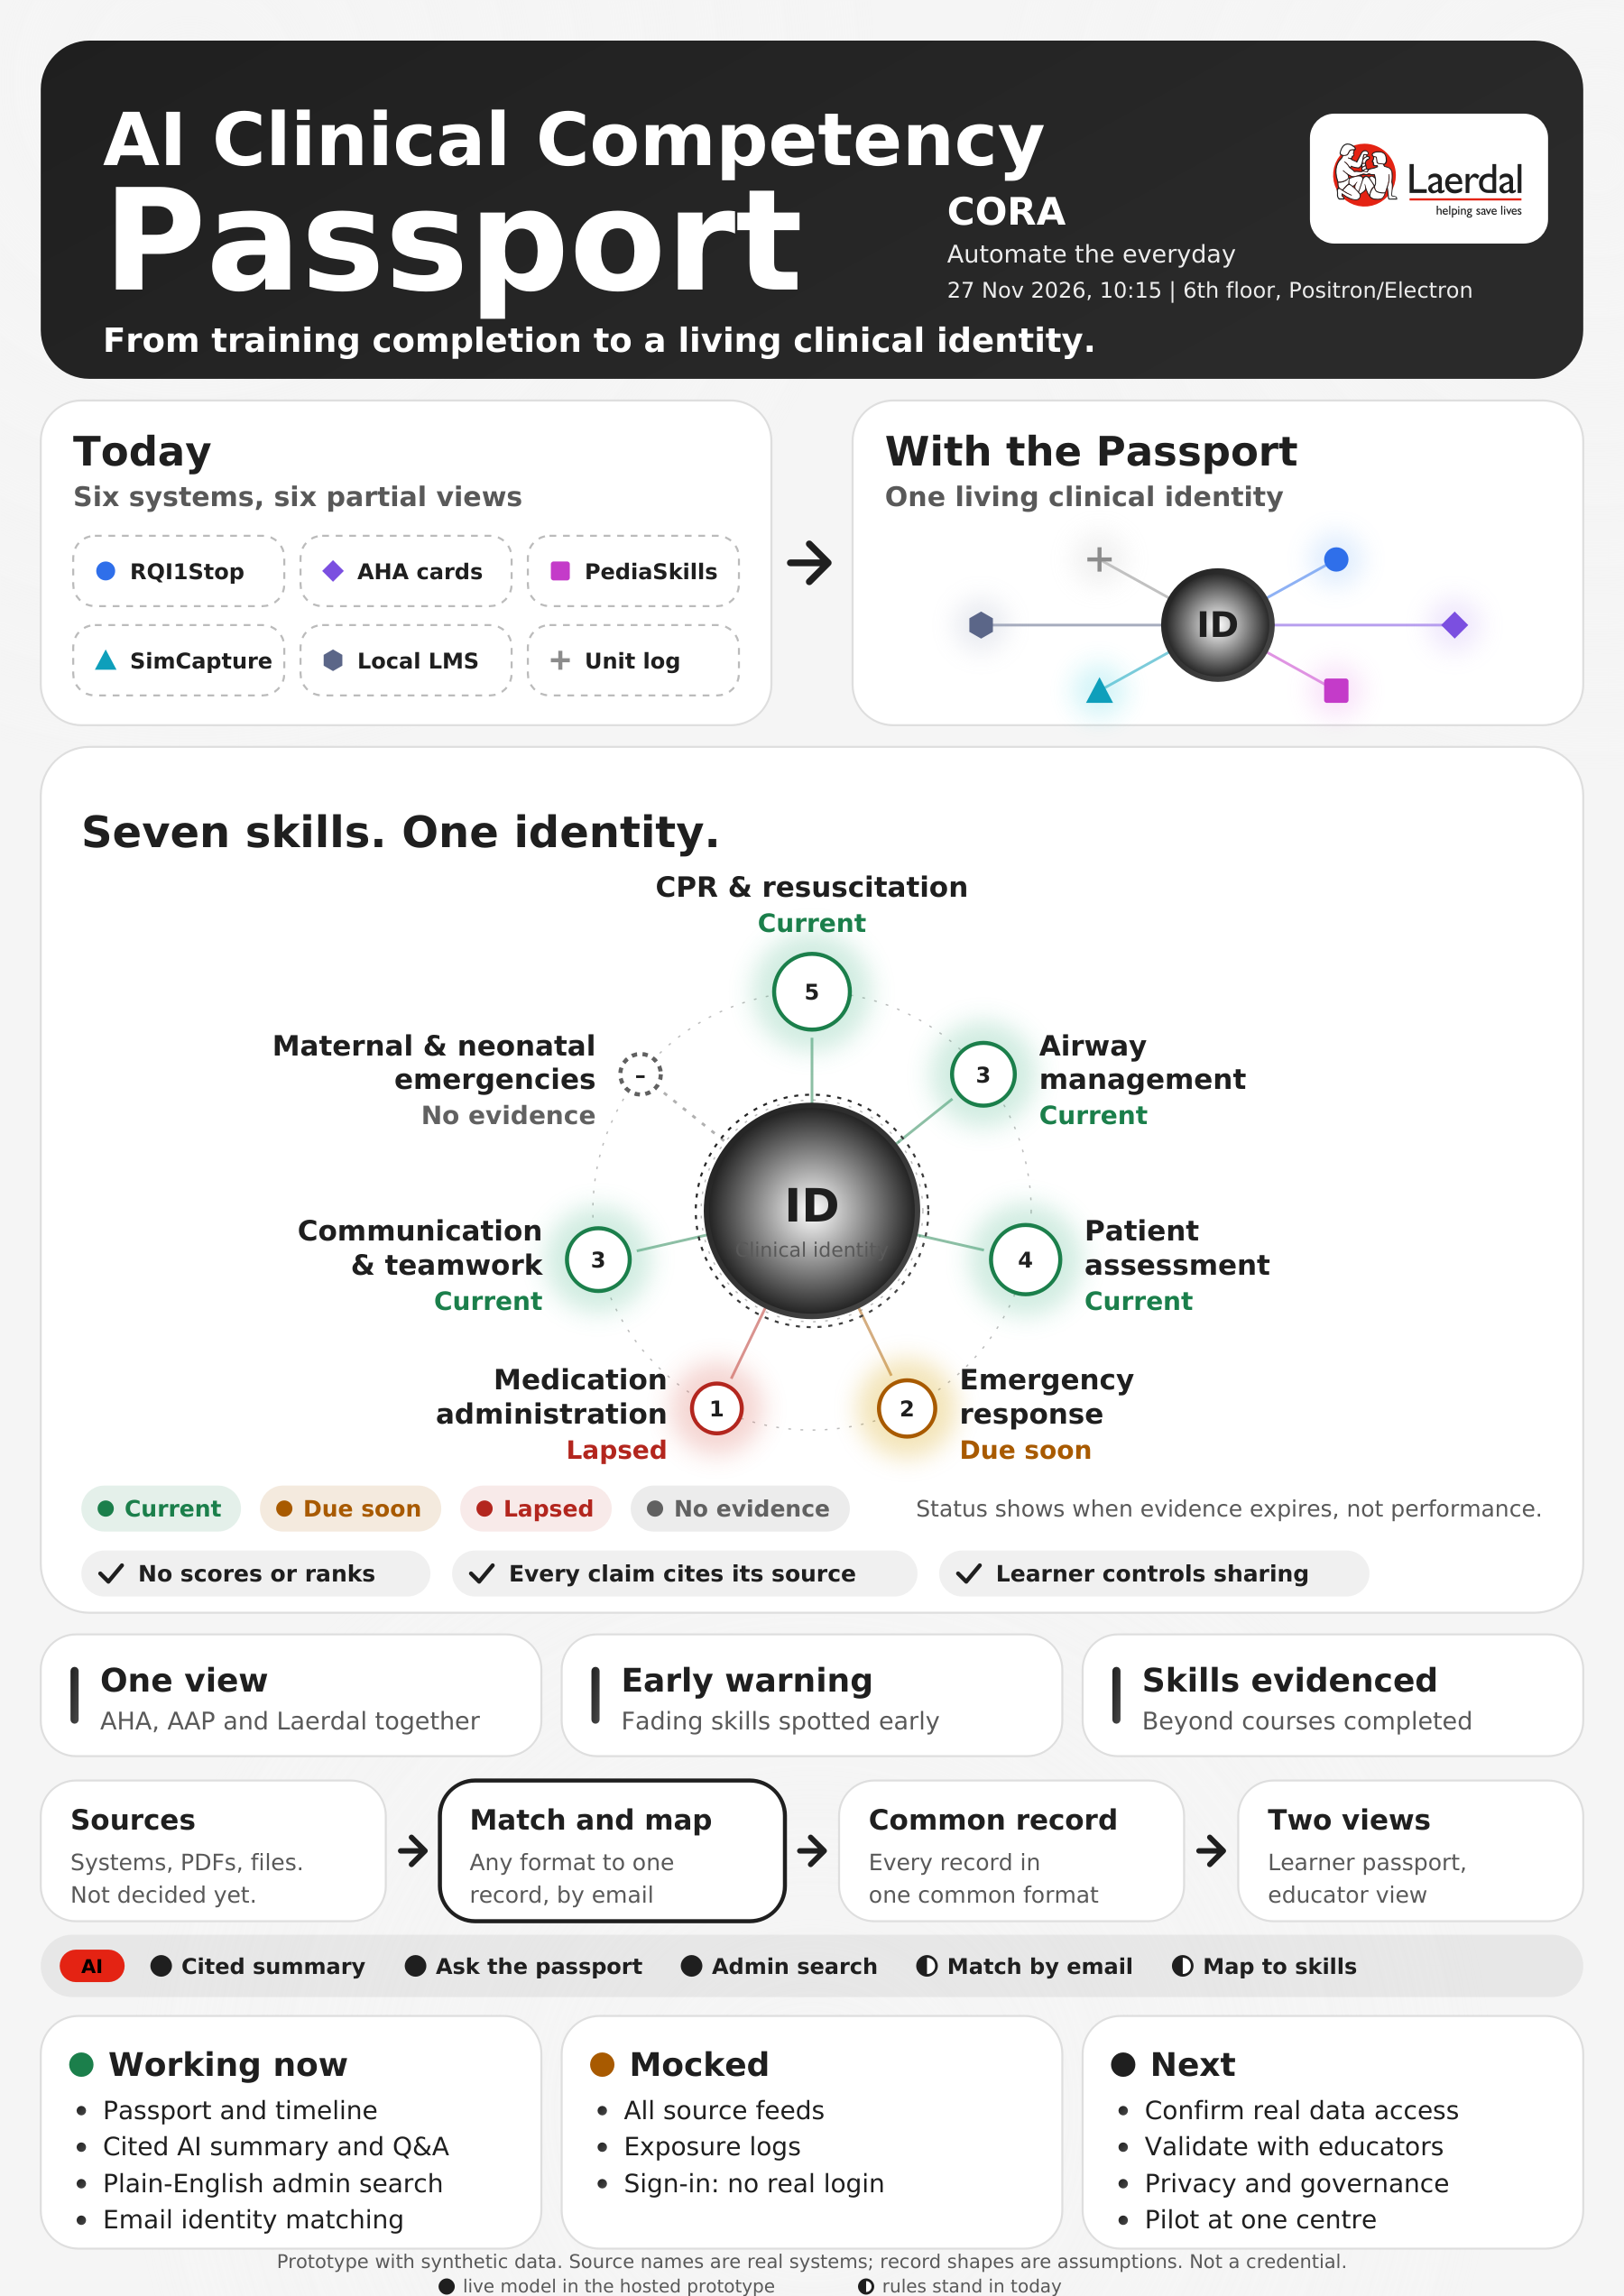 AI Clinical Competency
Passport
CORA
Automate the everyday
27 Nov 2026, 10:15 | 6th floor, Positron/Electron
From training completion to a living clinical identity.
Laerdal
helping save lives
Today
Six systems, six partial views
RQI1Stop
AHA cards
PediaSkills
SimCapture
Local LMS
Unit log
With the Passport
One living clinical identity
ID
Seven skills. One identity.
CPR & resuscitation
Current
5
Maternal & neonatal
emergencies
No evidence
–
3
Airway
management
Current
ID
Clinical identity
Communication
& teamwork
Current
3
4
Patient
assessment
Current
Medication
administration
Lapsed
1
2
Emergency
response
Due soon
Current
Due soon
Lapsed
No evidence
Status shows when evidence expires, not performance.
No scores or ranks
Every claim cites its source
Learner controls sharing
One view
AHA, AAP and Laerdal together
Early warning
Fading skills spotted early
Skills evidenced
Beyond courses completed
Sources
Systems, PDFs, files.
Not decided yet.
Match and map
Any format to one
record, by email
Common record
Every record in
one common format
Two views
Learner passport,
educator view
AI
Cited summary
Ask the passport
Admin search
Match by email
Map to skills
Working now
• Passport and timeline
• Cited AI summary and Q&A
• Plain-English admin search
• Email identity matching
Mocked
• All source feeds
• Exposure logs
• Sign-in: no real login
Next
• Confirm real data access
• Validate with educators
• Privacy and governance
• Pilot at one centre
Prototype with synthetic data. Source names are real systems; record shapes are assumptions. Not a credential.
live model in the hosted prototype
rules stand in today